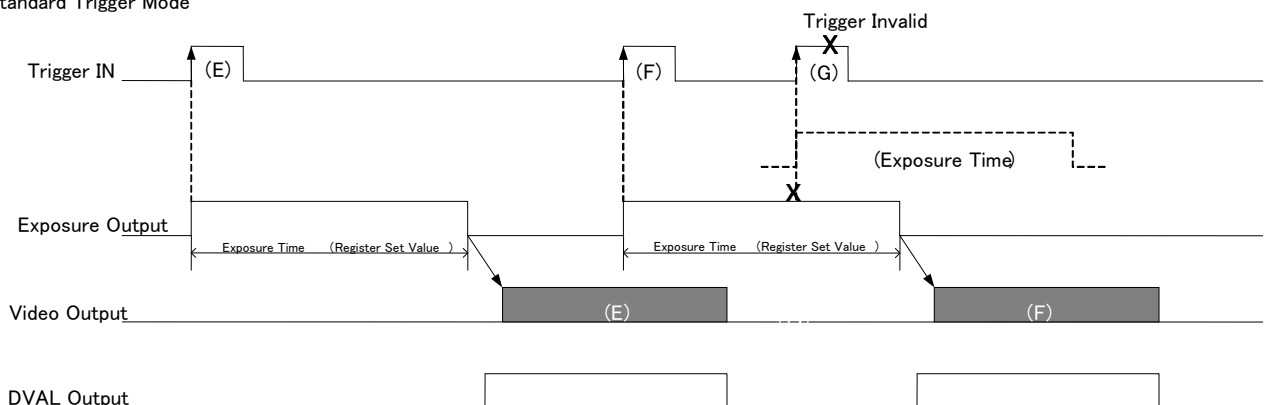 tandard Trigger Mode
Trigger Invalid
Trigger IN
(E)
(F)
(G)
(Exposure Time)
Exposure Output
Exposure Time (Register Set Value )
Exposure Time (Register Set Value )
Video Output
(E)
(F)
DVAL Output